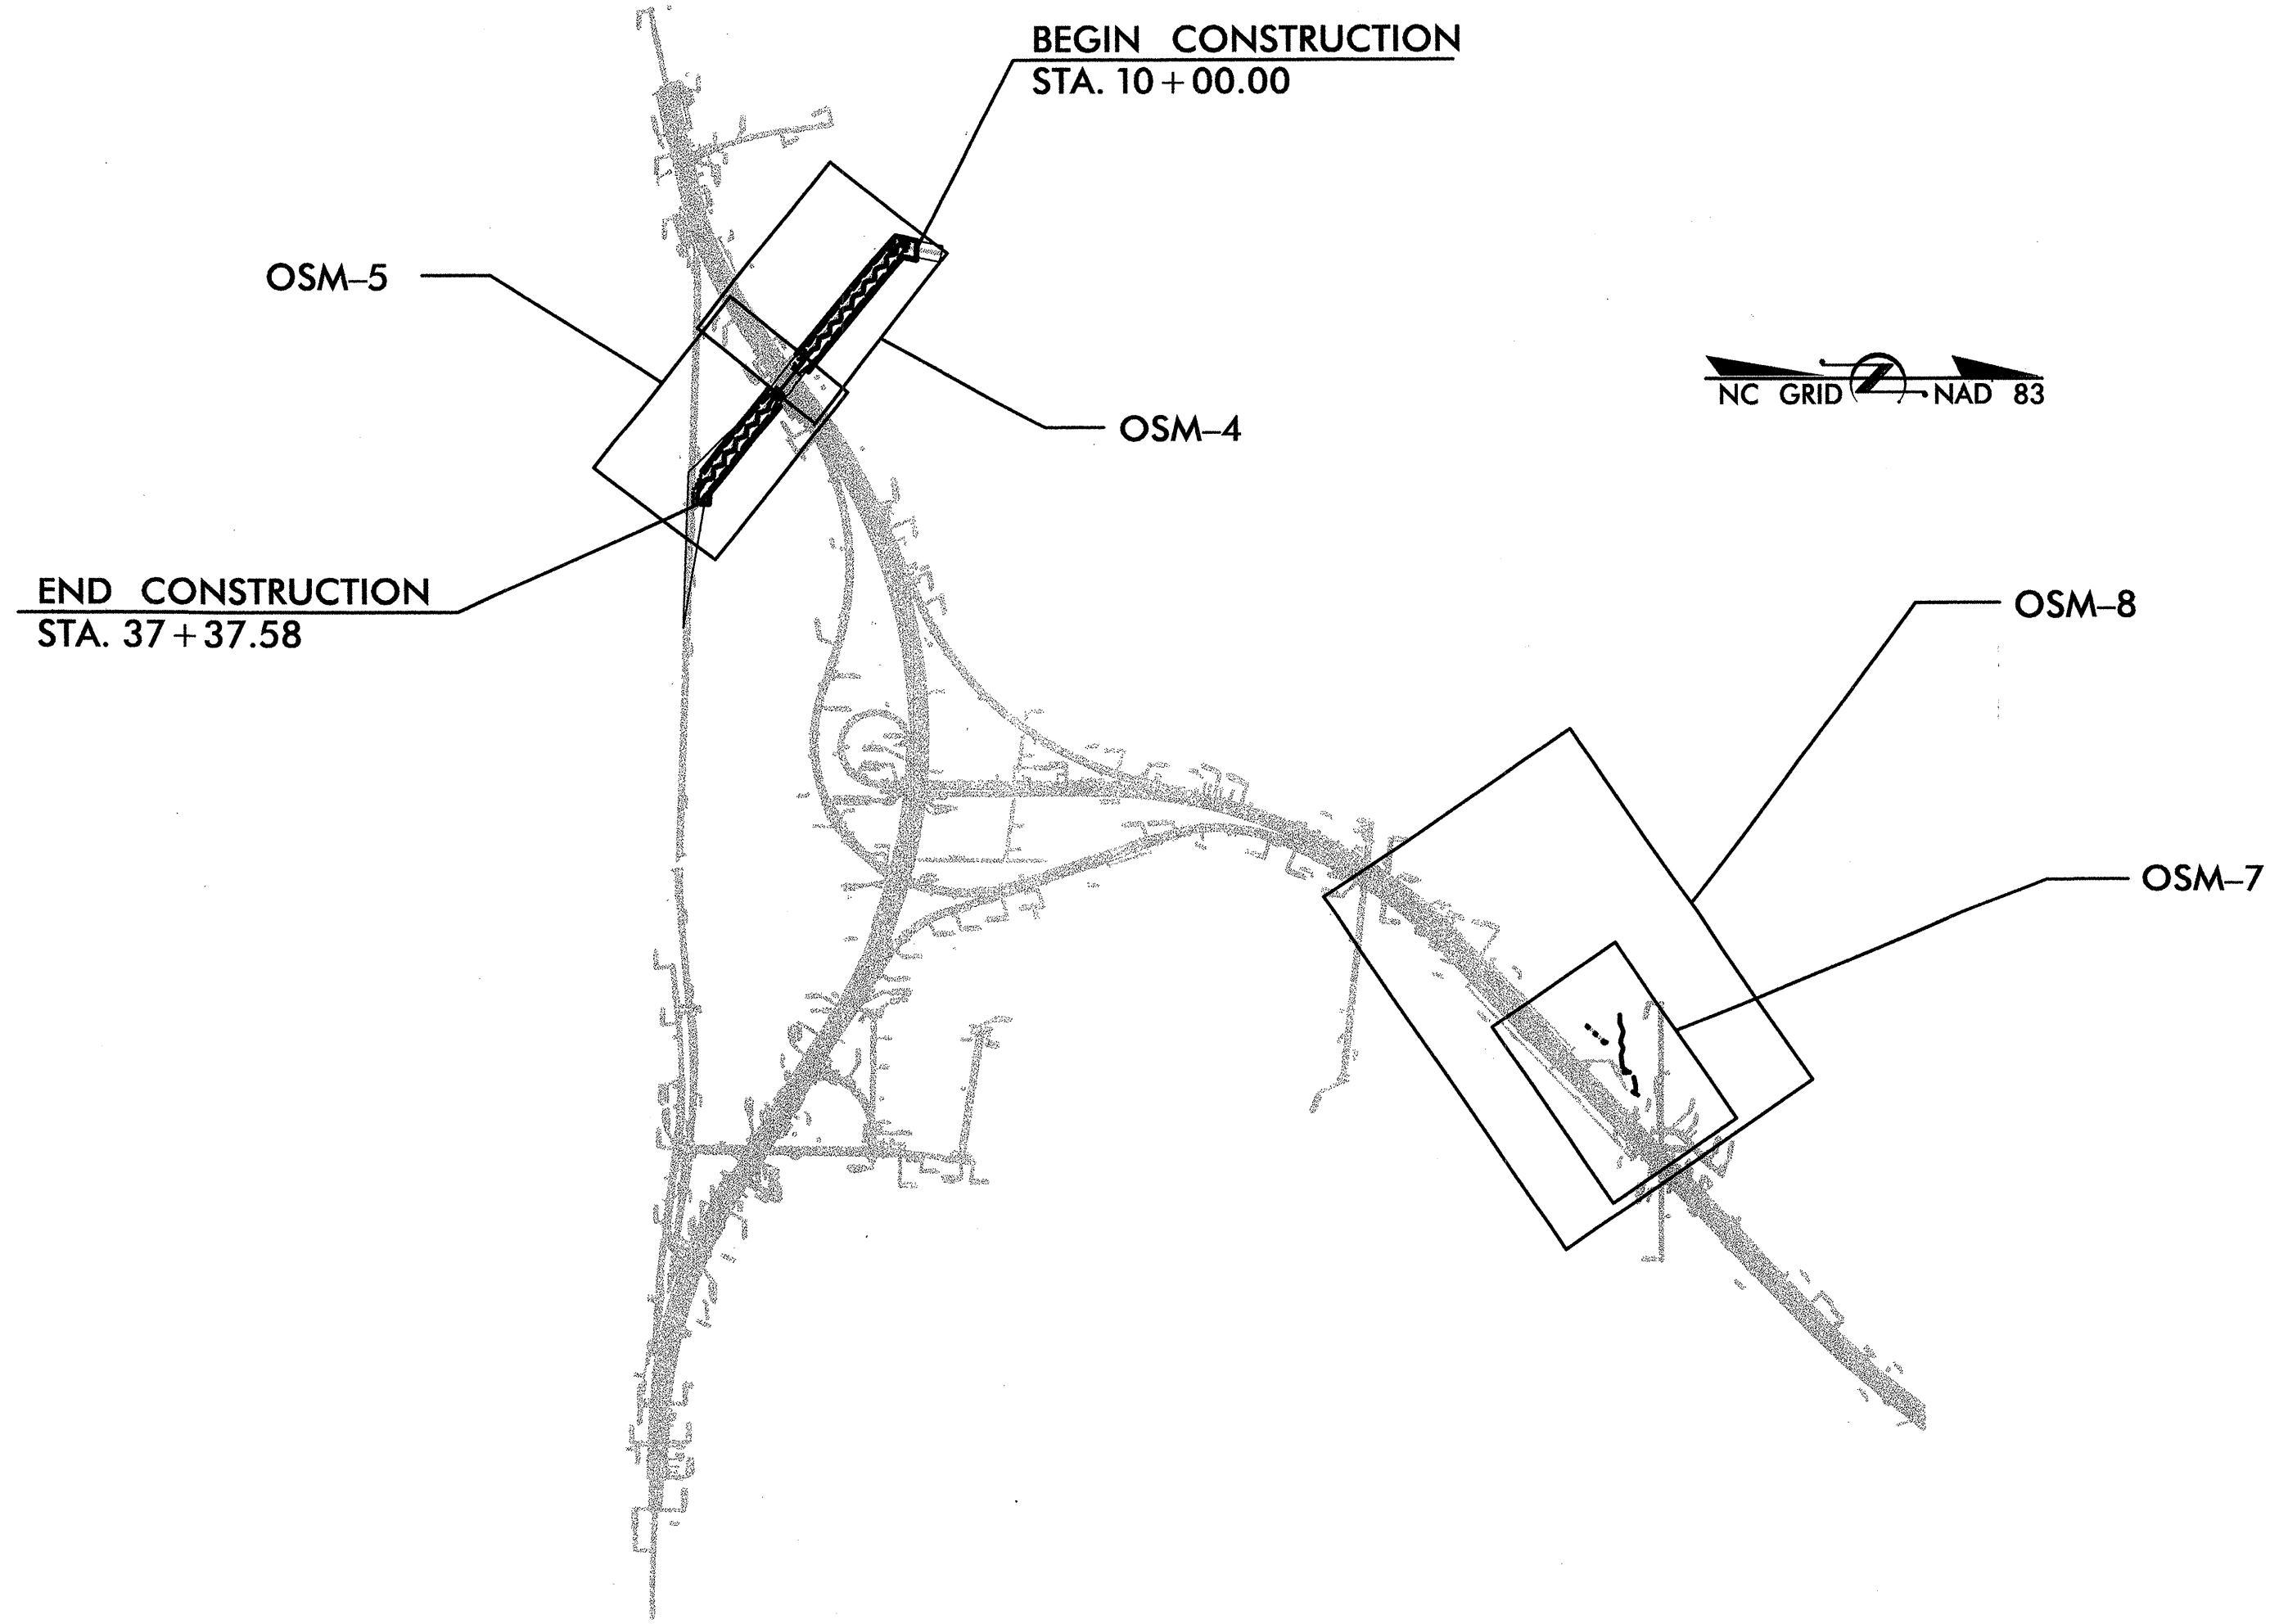 BEGIN CONSTRUCTION
STA. 10+00.00
OSM–5
NC GRID Z NAD 83
OSM–4
END CONSTRUCTION
STA. 37+37.58
OSM–8
OSM–7